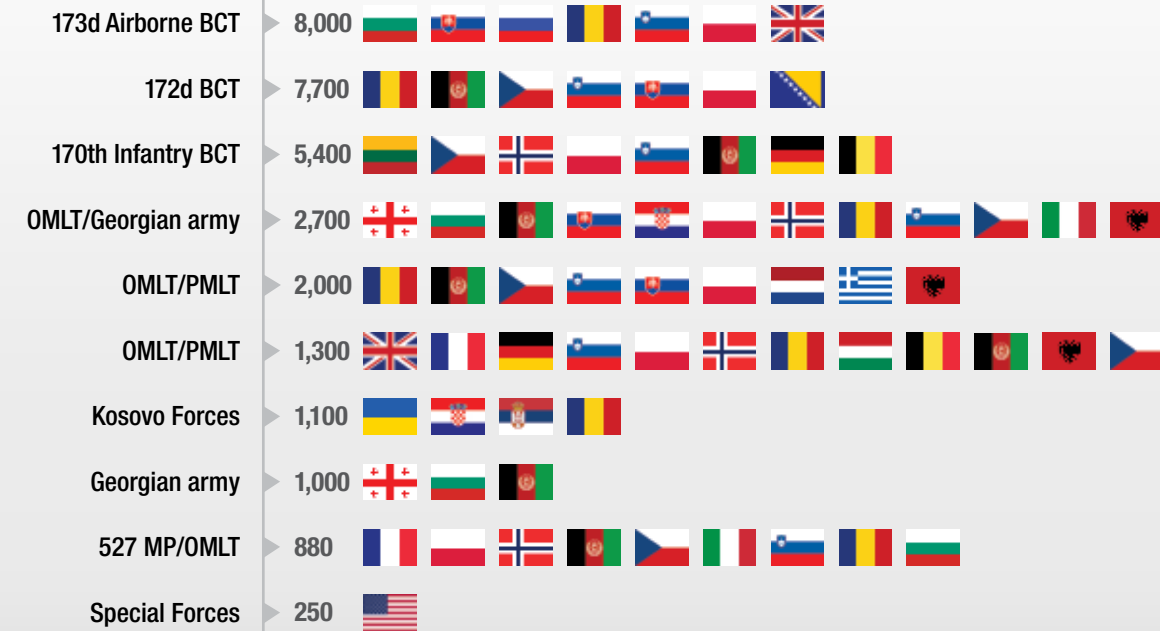 173d Airborne BCT 8,000
172d BCT 7,700
170th Infantry BCT 5,400
OMLT/Georgian army 2,700
OMLT/PMLT 2,000
OMLT/PMLT 1,300
Kosovo Forces 1,100
Georgian army 1,000
527 MP/OMLT 880
Special Forces 250